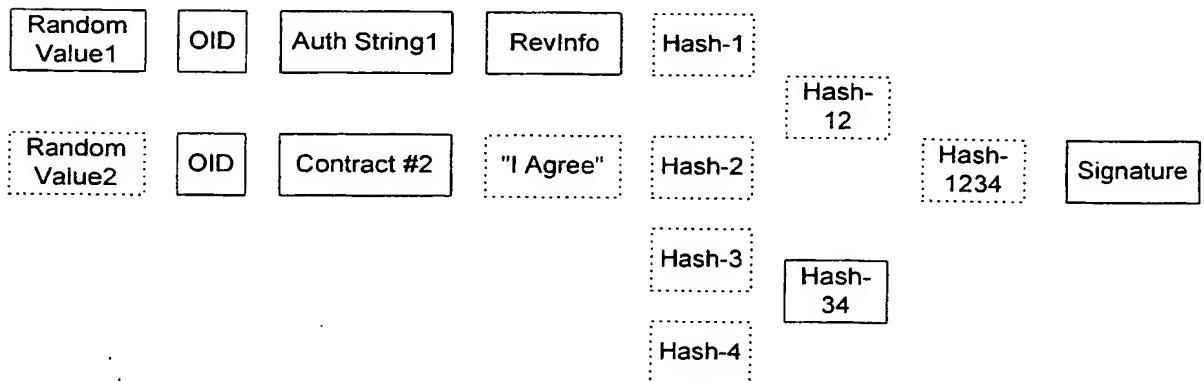 Random
Value1
OID
Auth String1
RevInfo
Hash-1
Hash-
12
Random
Value2
OID
Contract #2
"I Agree"
Hash-2
Hash-
1234
Signature
Hash-3
Hash-
34
Hash-4